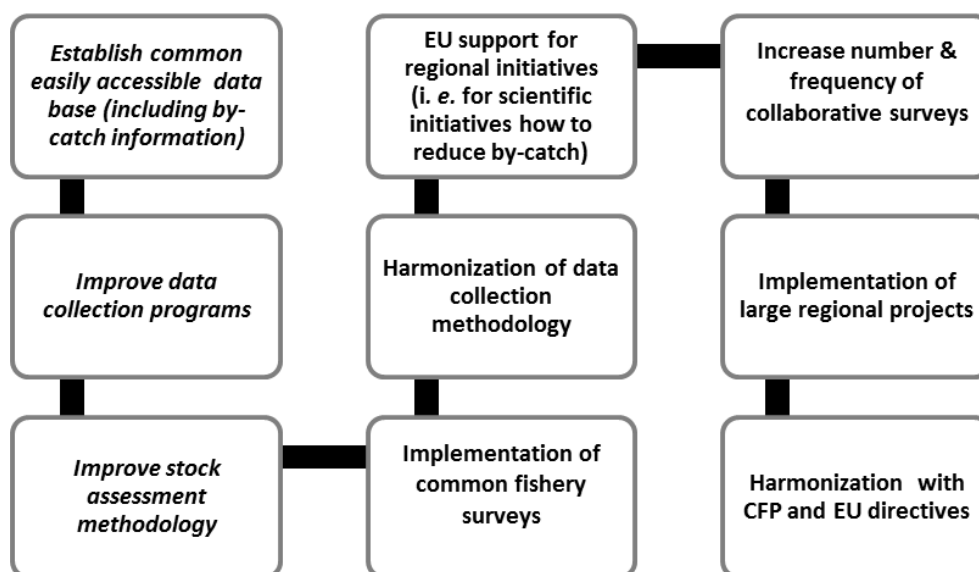 Establish common
easily accessible data
base (including by-
catch information)
Improve data
collection programs
Improve stock
assessment
methodology
Implementation of
common fishery
surveys
Harmonization of data
collection
methodology
EU support for
regional initiatives
(i. e. for scientific
initiatives how to
reduce by-catch)
Increase number &
frequency of
collaborative surveys
Implementation of
large regional projects
Harmonization with
CFP and EU directives